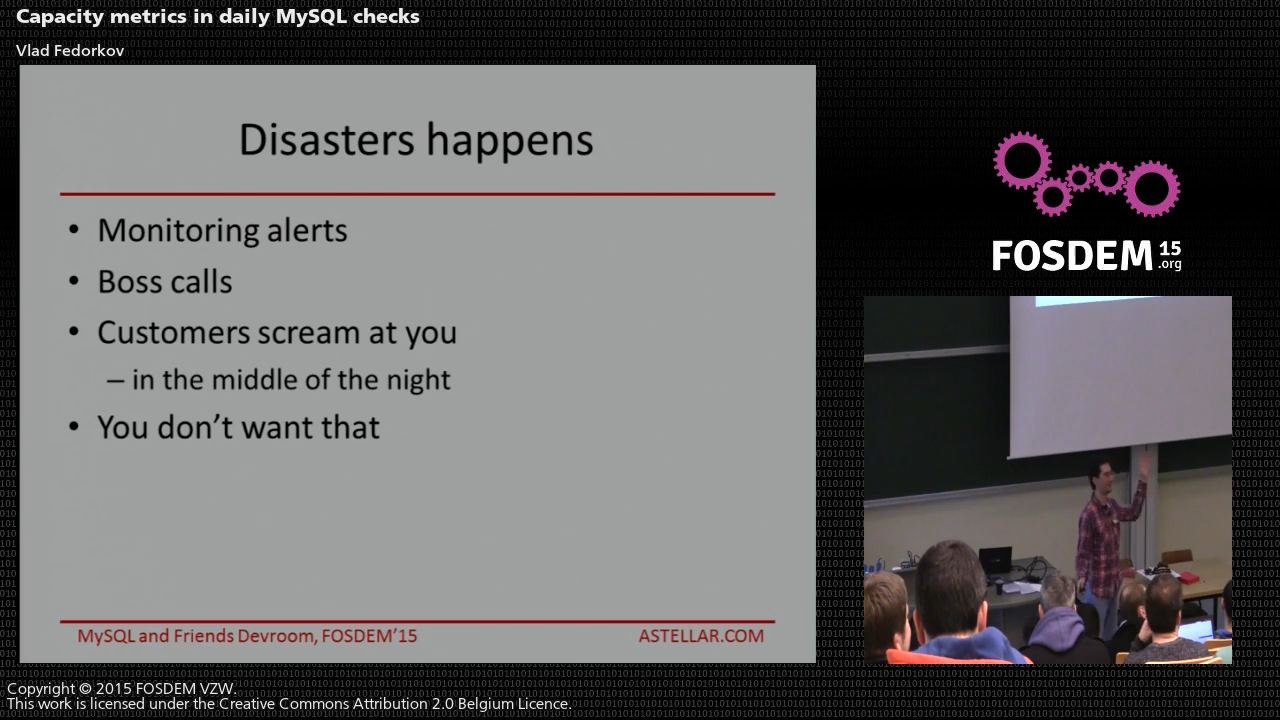 Capacity metrics in daily MySQL checks
Vlad Fedorkov
Disasters happens
• Monitoring alerts
• Boss calls
• Customers scream at you
– in the middle of the night
• You don’t want that
MySQL and Friends Devroom, FOSDEM’15
ASTELLAR.COM
FOSDEM 15
.org
Copyright © 2015 FOSDEM VZW.
This work is licensed under the Creative Commons Attribution 2.0 Belgium Licence.